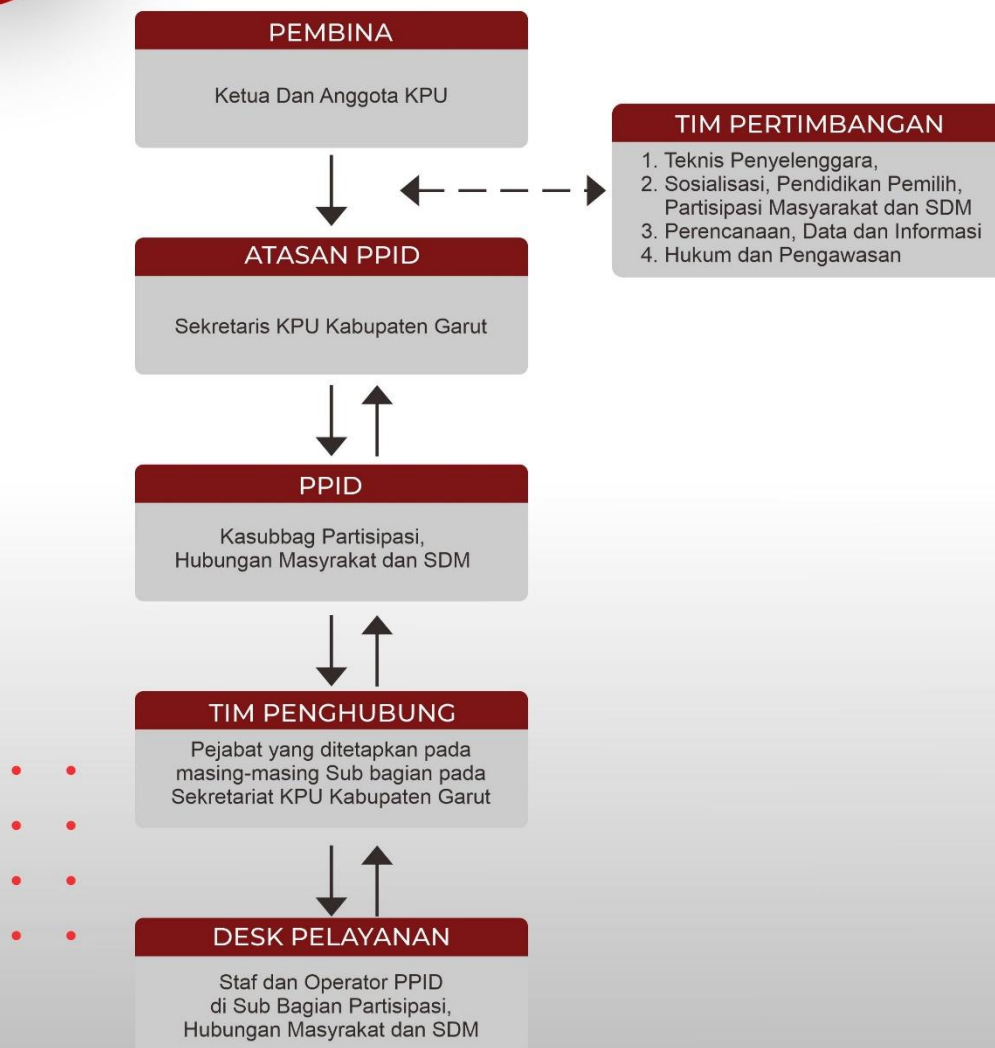 PEMBINA
Ketua Dan Anggota KPU
TIM PERTIMBANGAN
1. Teknis Penyelenggara,
2. Sosialisasi, Pendidikan Pemilih,
Partisipasi Masyarakat dan SDM
3. Perencanaan, Data dan Informasi
4. Hukum dan Pengawasan
ATASAN PPID
Sekretaris KPU Kabupaten Garut
PPID
Kasubbag Partisipasi,
Hubungan Masyrakat dan SDM
TIM PENGHUBUNG
Pejabat yang ditetapkan pada
masing-masing Sub bagian pada
Sekretariat KPU Kabupaten Garut
DESK PELAYANAN
Staf dan Operator PPID
di Sub Bagian Partisipasi,
Hubungan Masyrakat dan SDM